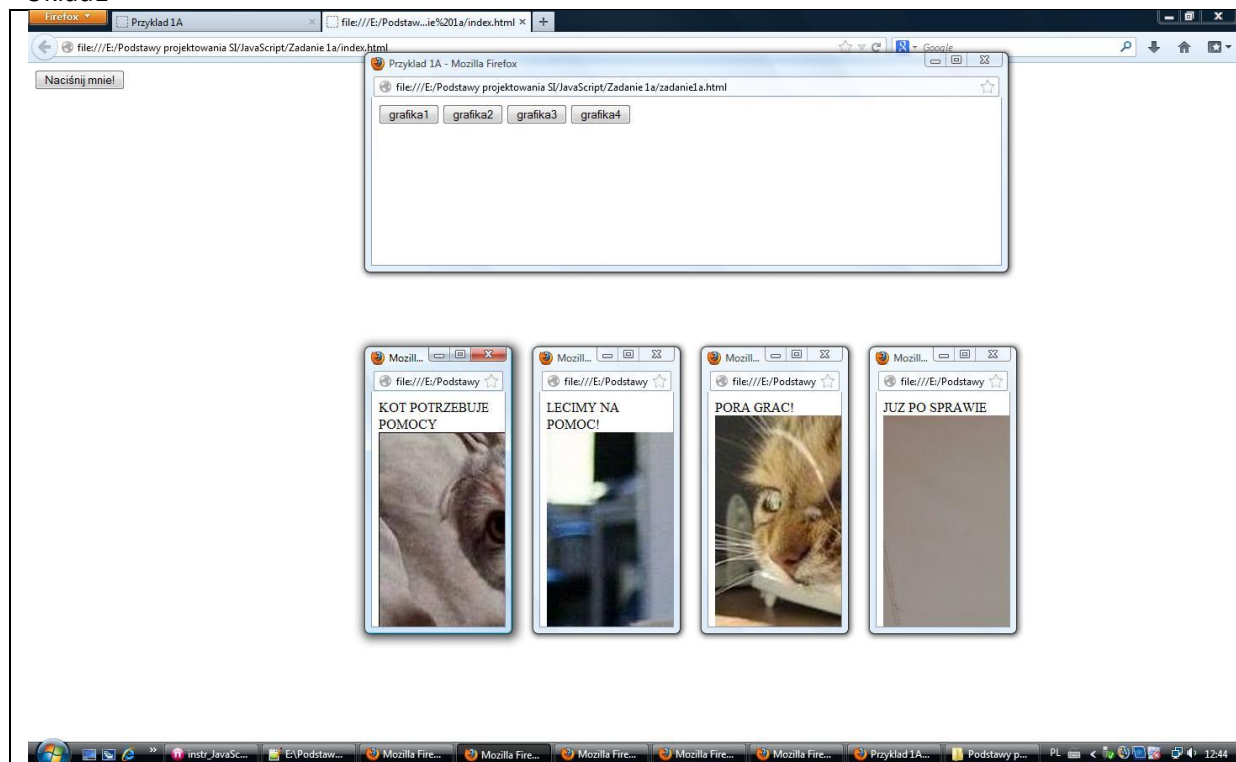 Firefox
Przyklad 1A
file:///E:/Podstaw...ie%201a/index.html
file:///E:/Podstawy projektowania SI/JavaScript/Zadanie 1a/index.html
Google
Naciśnij mnie!
Przyklad 1A - Mozilla Firefox
file:///E:/Podstawy projektowania SI/JavaScript/Zadanie 1a/zadanie1a.html
grafika1 grafika2 grafika3 grafika4
Mozill...
file:///E:/Podstawy
KOT POTRZEBUJE
POMOCY
Mozill...
file:///E:/Podstawy
LECIMY NA
POMOC!
Mozill...
file:///E:/Podstawy
PORA GRAC!
Mozill...
file:///E:/Podstawy
JUZ PO SPRAWIE
instr_JavaSc... E:\Podstaw... Mozilla Fire... Mozilla Fire... Mozilla Fire... Mozilla Fire... Mozilla Fire... Przyklad 1A... Podstawy p... PL 12:44